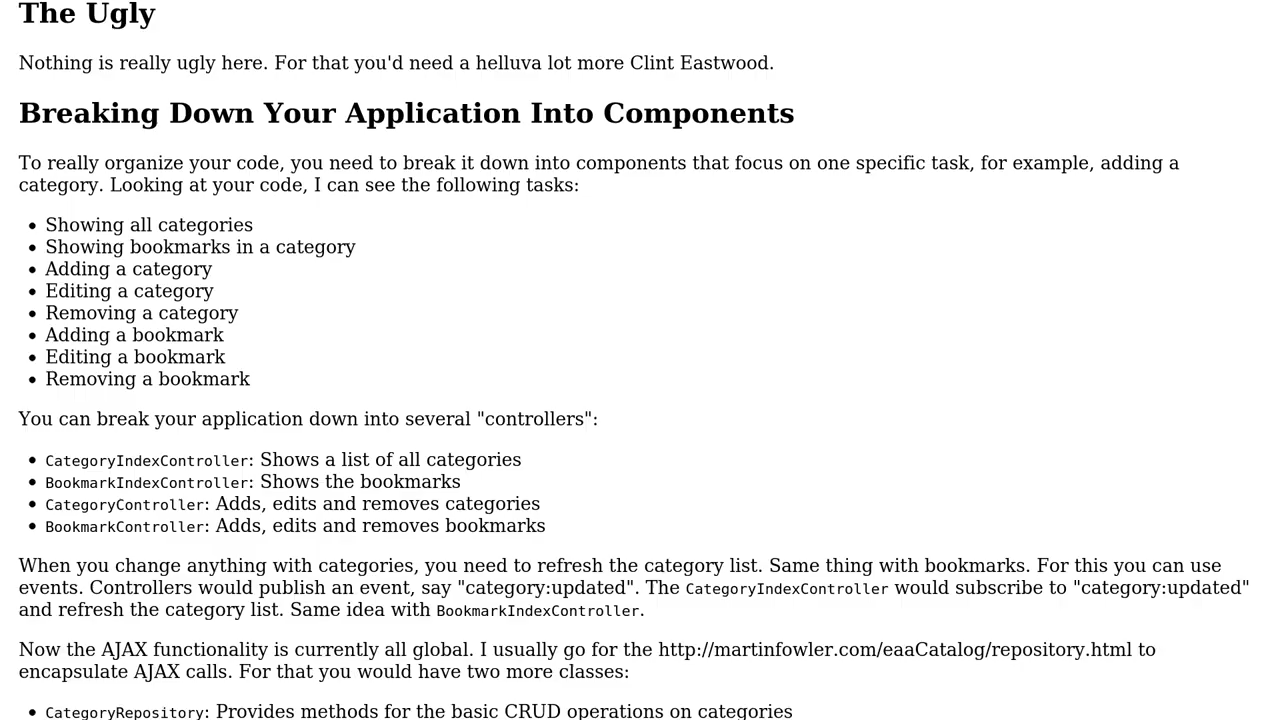 The Ugly
Nothing is really ugly here. For that you'd need a helluva lot more Clint Eastwood.
Breaking Down Your Application Into Components
To really organize your code, you need to break it down into components that focus on one specific task, for example, adding a
category. Looking at your code, I can see the following tasks:
• Showing all categories
• Showing bookmarks in a category
• Adding a category
• Editing a category
• Removing a category
• Adding a bookmark
• Editing a bookmark
• Removing a bookmark
You can break your application down into several "controllers":
• CategoryIndexController: Shows a list of all categories
• BookmarkIndexController: Shows the bookmarks
• CategoryController: Adds, edits and removes categories
• BookmarkController: Adds, edits and removes bookmarks
When you change anything with categories, you need to refresh the category list. Same thing with bookmarks. For this you can use
events. Controllers would publish an event, say "category:updated". The CategoryIndexController would subscribe to "category:updated"
and refresh the category list. Same idea with BookmarkIndexController.
Now the AJAX functionality is currently all global. I usually go for the http://martinfowler.com/eaaCatalog/repository.html to
encapsulate AJAX calls. For that you would have two more classes:
• CategoryRepository: Provides methods for the basic CRUD operations on categories